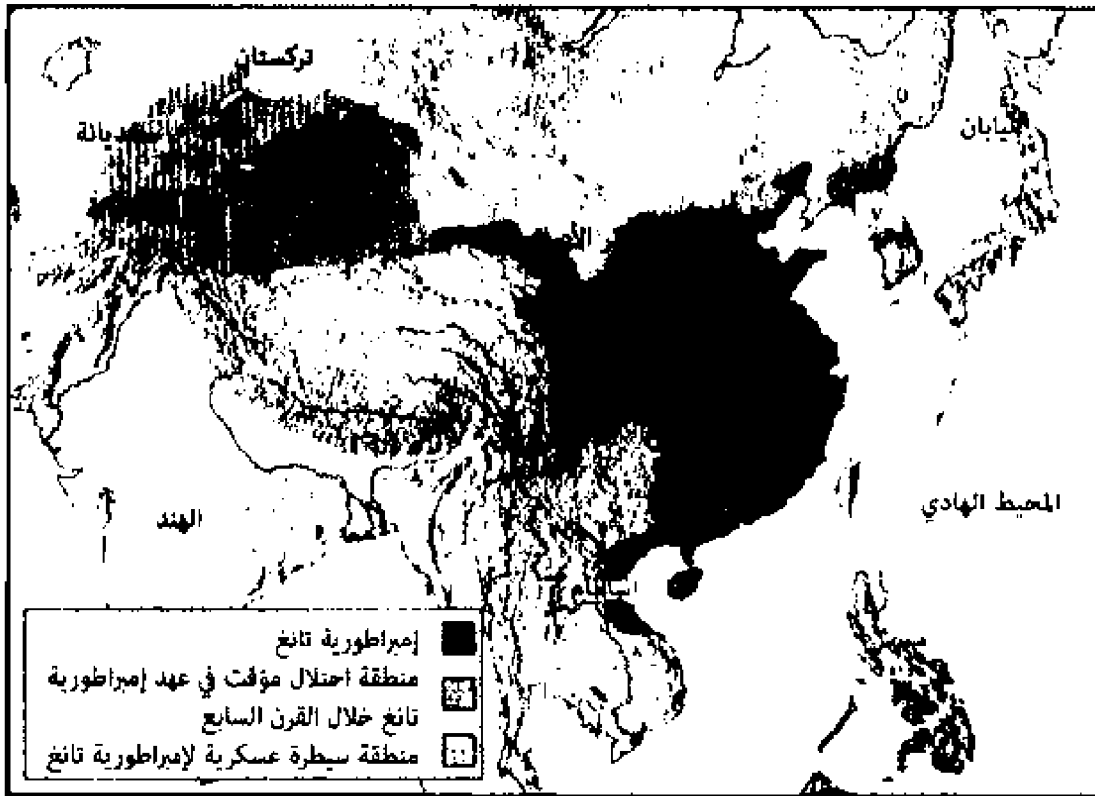 تركستان
اليابان
المحيط الهادي
الهند
إمبراطورية تانغ
منطقة احتلال مؤقت في عهد إمبراطورية
تانغ خلال القرن السابع
منطقة سيطرة عسكرية لإمبراطورية تانغ